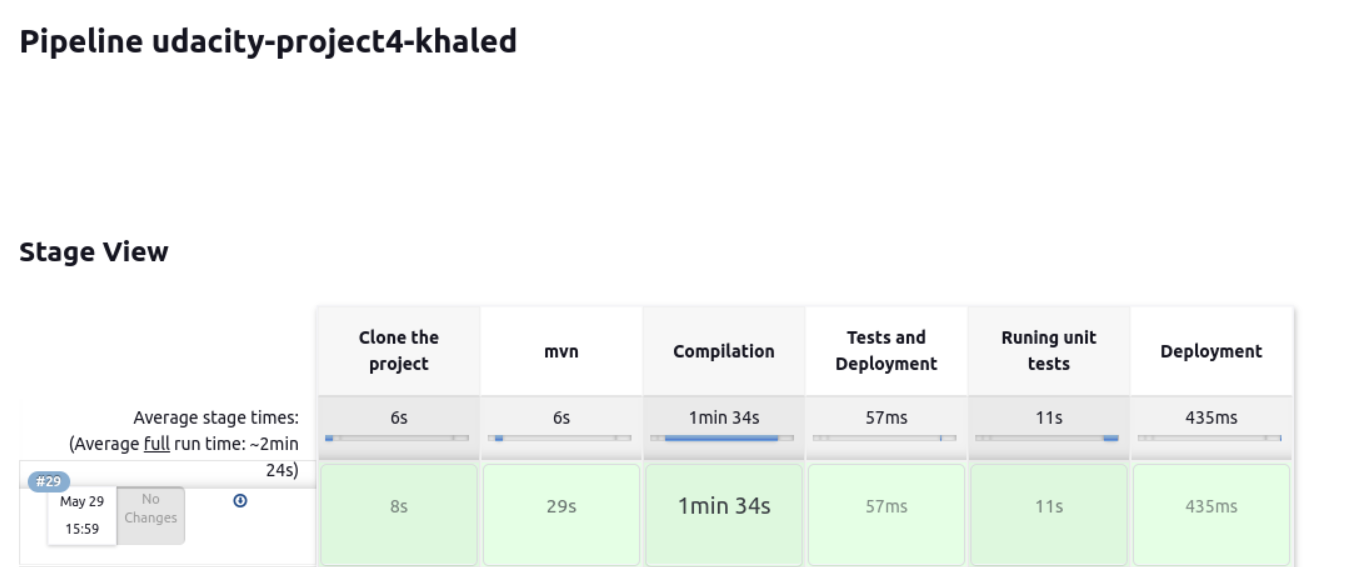 Pipeline udacity-project4-khaled
Stage View
Clone the
project
mvn
Compilation
Tests and
Deployment
Runing unit
tests
Deployment
Average stage times:
(Average full run time: ~2min
24s)
6s
6s
1min 34s
57ms
11s
435ms
#29
May 29
15:59
No
Changes
8s
29s
1min 34s
57ms
11s
435ms